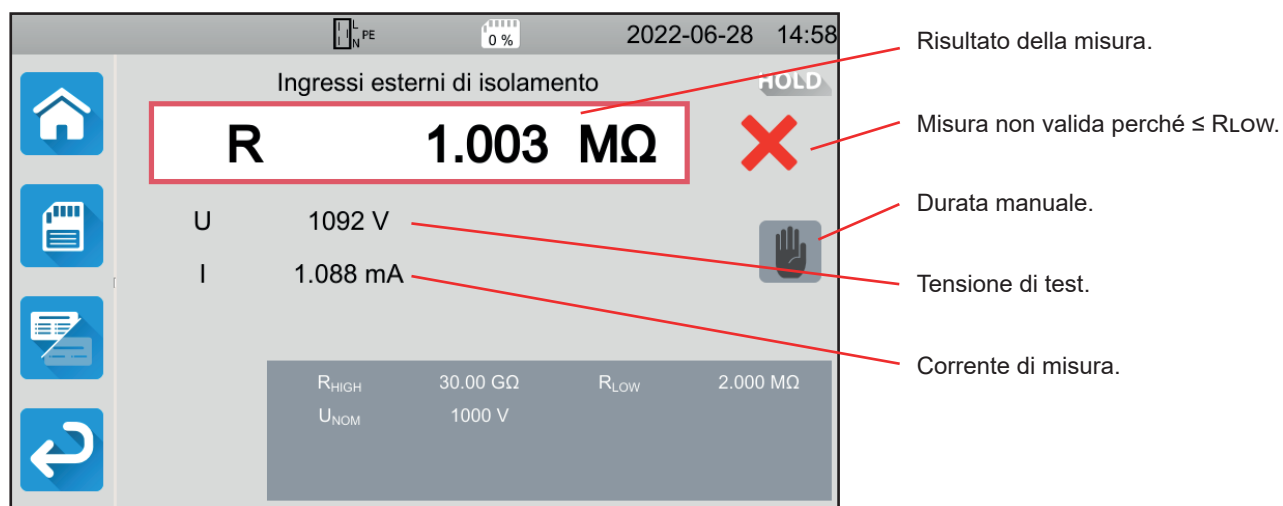 L
N PE
0 %
2022-06-28 14:58
Ingressi esterni di isolamento
HOLD
R 1.003 MΩ
U 1092 V
I 1.088 mA
RHIGH 30.00 GΩ RLOW 2.000 MΩ
UNOM 1000 V
Risultato della misura.
Misura non valida perché ≤ RLOW.
Durata manuale.
Tensione di test.
Corrente di misura.